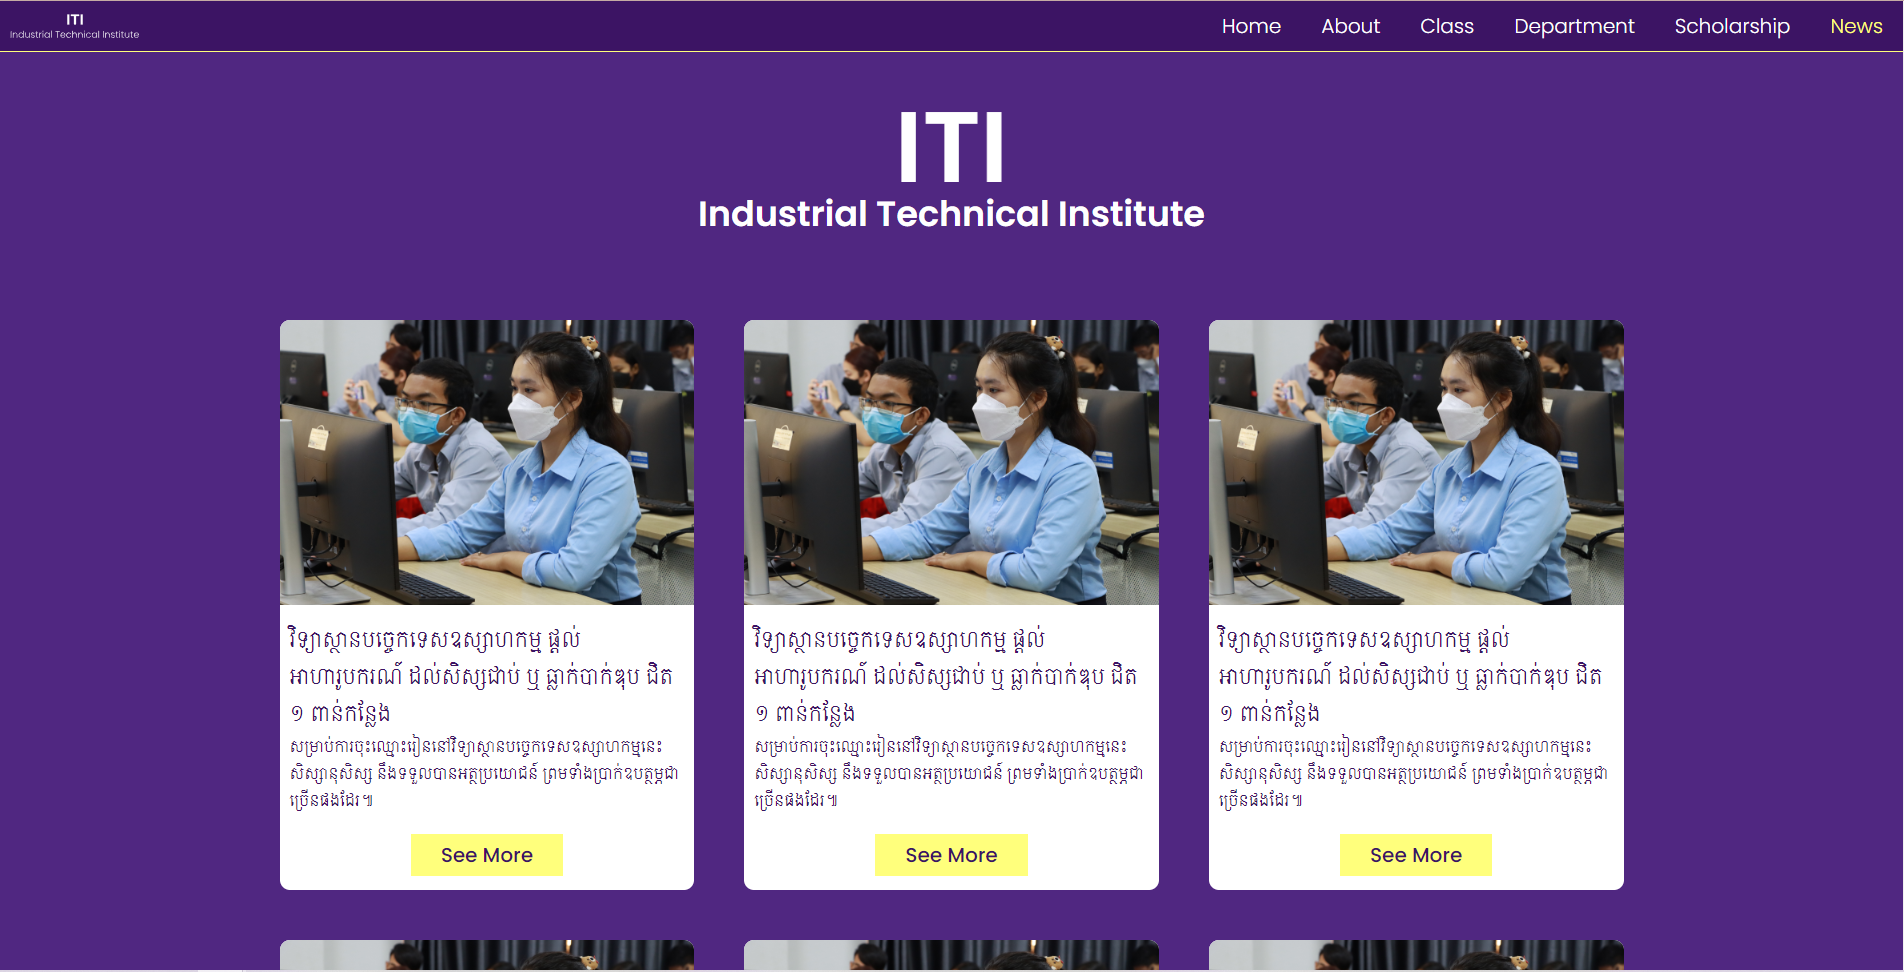 ITI
Industrial Technical Institute
Home About Class Department Scholarship News
ITI
Industrial Technical Institute
វិទ្យាស្ថានបច្ចេកទេសឧស្សាហកម្ម ផ្ដល់
អាហារូបករណ៍ ដល់សិស្សជាប់ ឬ ធ្លាក់បាក់ឌុប ជិត
១ ពាន់កន្លែង
សម្រាប់ការចុះឈ្មោះរៀននៅវិទ្យាស្ថានបច្ចេកទេសឧស្សាហកម្មនេះ
សិស្សានុសិស្ស នឹងទទួលបានអត្ថប្រយោជន៍ ព្រមទាំងប្រាក់ឧបត្ថម្ភជា
ច្រើនផងដែរ៕
See More
វិទ្យាស្ថានបច្ចេកទេសឧស្សាហកម្ម ផ្ដល់
អាហារូបករណ៍ ដល់សិស្សជាប់ ឬ ធ្លាក់បាក់ឌុប ជិត
១ ពាន់កន្លែង
សម្រាប់ការចុះឈ្មោះរៀននៅវិទ្យាស្ថានបច្ចេកទេសឧស្សាហកម្មនេះ
សិស្សានុសិស្ស នឹងទទួលបានអត្ថប្រយោជន៍ ព្រមទាំងប្រាក់ឧបត្ថម្ភជា
ច្រើនផងដែរ៕
See More
វិទ្យាស្ថានបច្ចេកទេសឧស្សាហកម្ម ផ្ដល់
អាហារូបករណ៍ ដល់សិស្សជាប់ ឬ ធ្លាក់បាក់ឌុប ជិត
១ ពាន់កន្លែង
សម្រាប់ការចុះឈ្មោះរៀននៅវិទ្យាស្ថានបច្ចេកទេសឧស្សាហកម្មនេះ
សិស្សានុសិស្ស នឹងទទួលបានអត្ថប្រយោជន៍ ព្រមទាំងប្រាក់ឧបត្ថម្ភជា
ច្រើនផងដែរ៕
See More